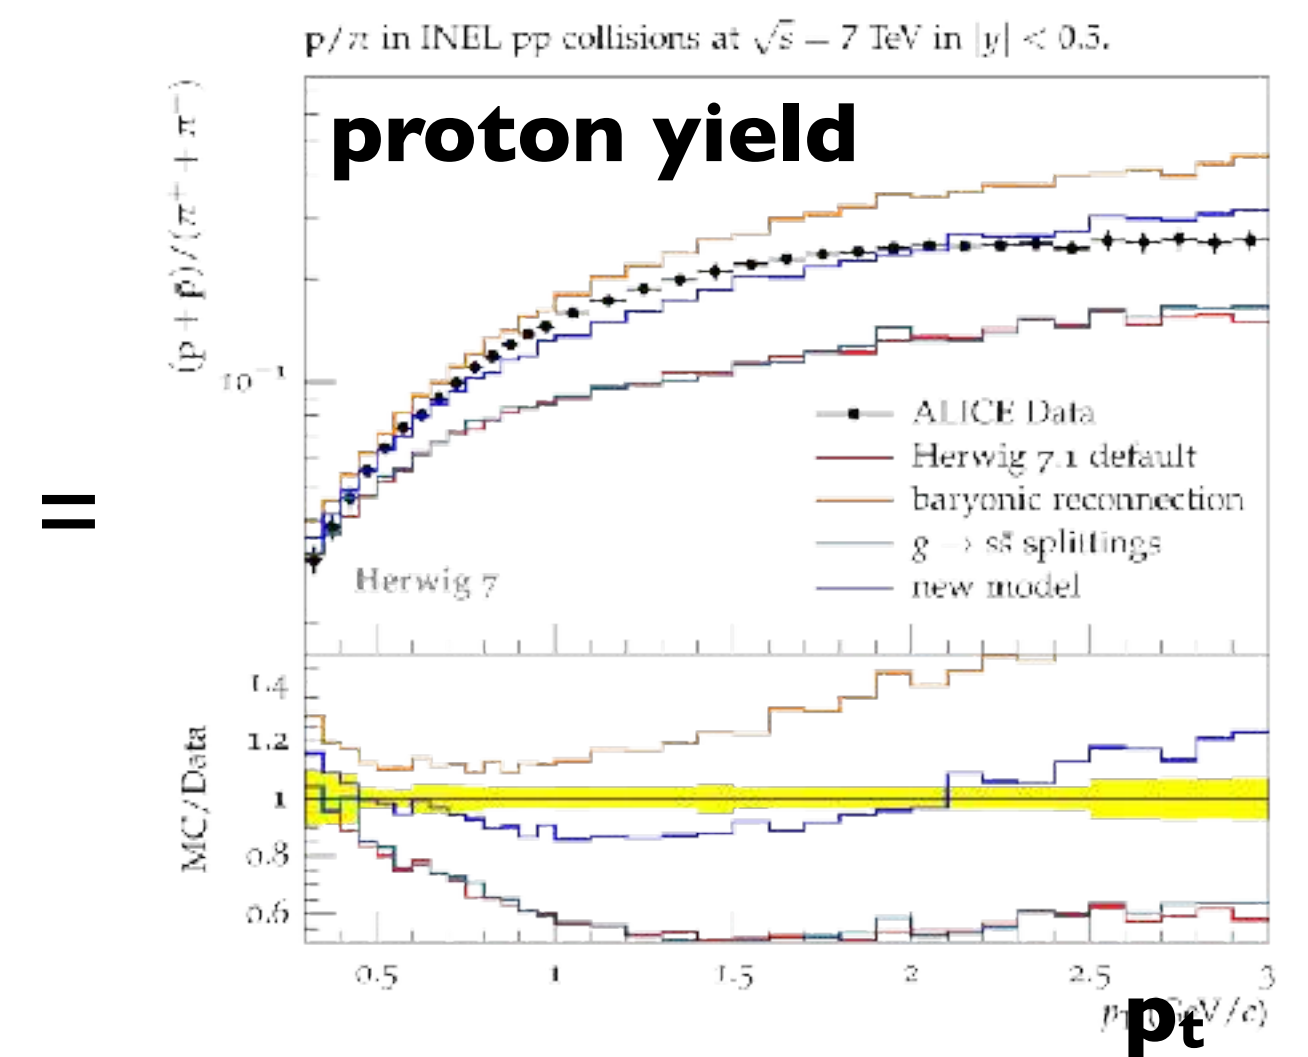 p/π in INEL pp collisions at √s = 7 TeV in |y| < 0.5.
proton yield
(p + p̄)/(π⁺ + π⁻)
10⁻¹
ALICE Data
Herwig 7.1 default
baryonic reconnection
g → ss̄ splittings
new model
=
Herwig 7
1.4
1.2
1
0.8
0.6
MC/Data
0.5 1 1.5 2 2.5 3
pt